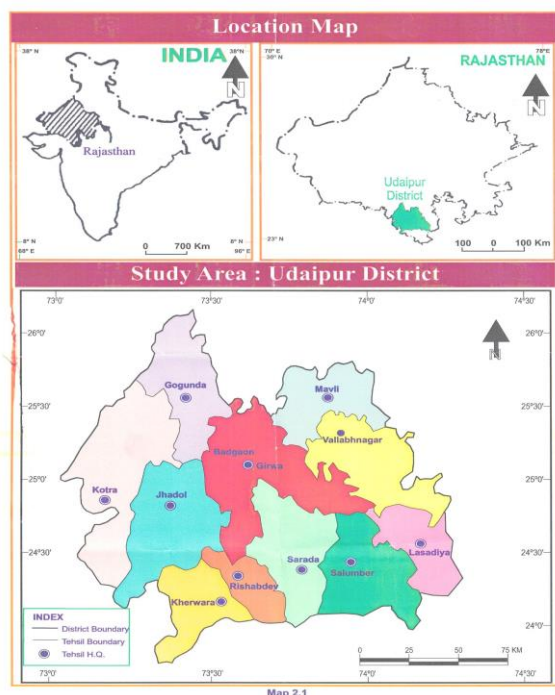 Location Map
38° N
38° N
INDIA
N
Rajasthan
8° N
8° N
0 700 Km
78° E
RAJASTHAN
N
Udaipur
District
23° N
100 0 100 Km
Study Area : Udaipur District
73°0'
73°30'
74°0'
74°30'
26°0'
26°0'
N
Gogunda
Mavli
25°30'
25°30'
Vallabhnagar
Badgaon
Girwa
25°0'
25°0'
Kotra
Jhadol
Lasadiya
24°30'
24°30'
Sarada
Salumber
Rishabdev
Kherwara
INDEX
District Boundary
Tehsil Boundary
Tehsil H.Q.
24°0'
0 25 50 75 KM
73°0'
73°30'
74°0'
74°30'
Map 2.1